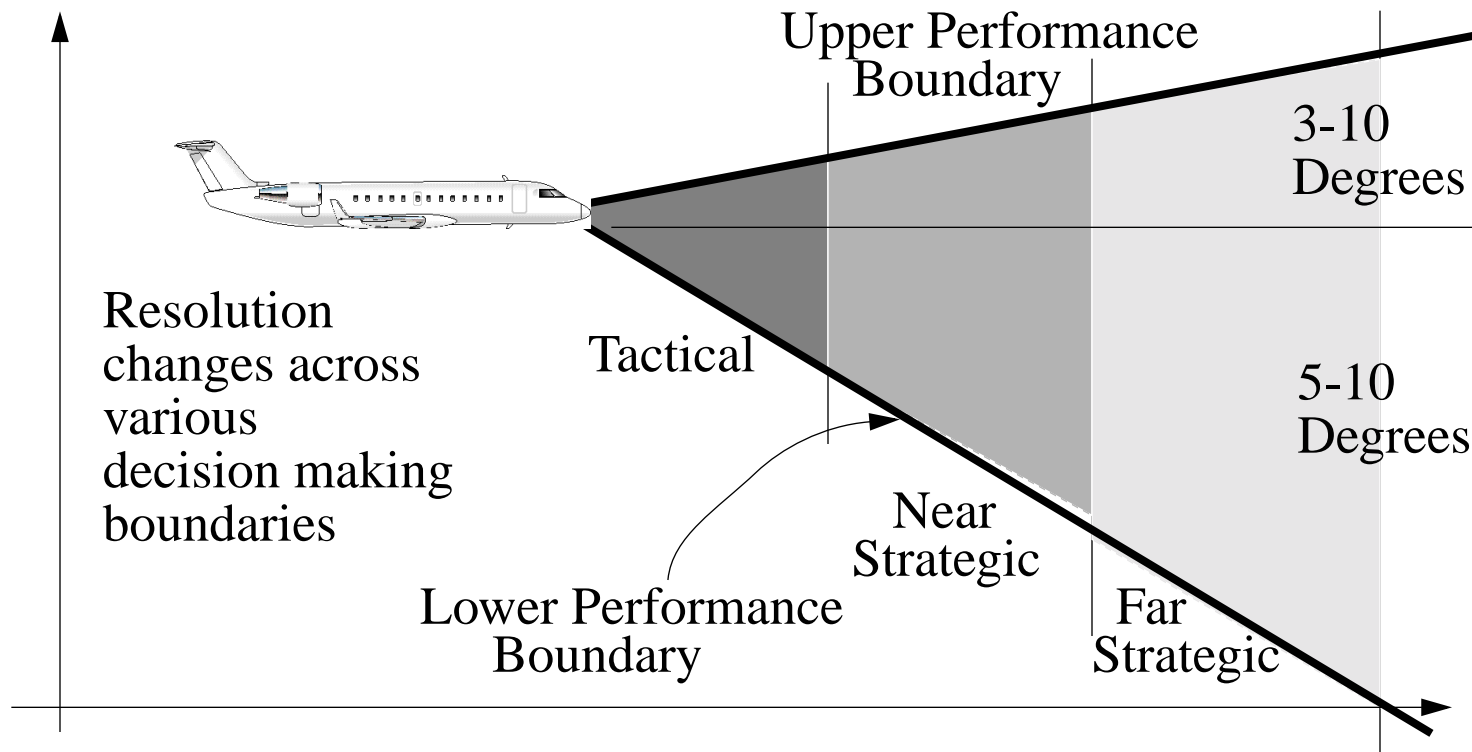 Upper Performance
Boundary
3-10
Degrees
Resolution
changes across
various
decision making
boundaries
Tactical
5-10
Degrees
Near
Strategic
Lower Performance
Boundary
Far
Strategic